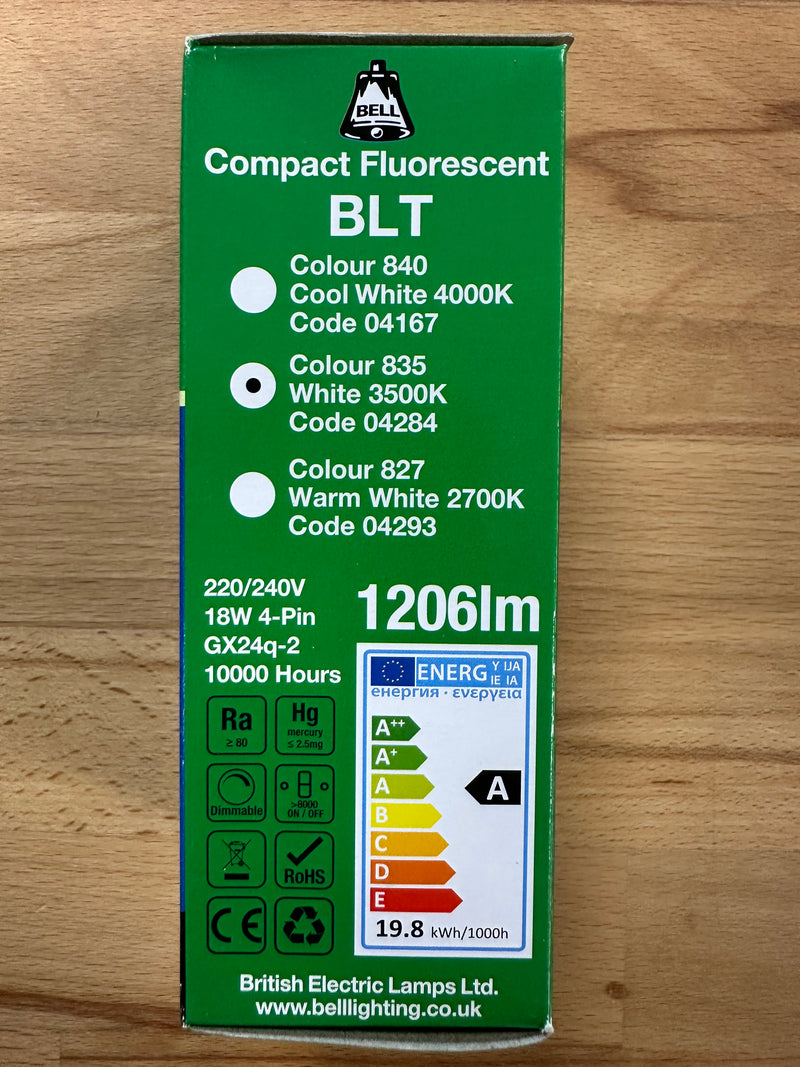 BELL
Compact Fluorescent
BLT
Colour 840
Cool White 4000K
Code 04167
Colour 835
White 3500K
Code 04284
Colour 827
Warm White 2700K
Code 04293
220/240V
18W 4-Pin
GX24q-2
10000 Hours
1206lm
Ra
≥ 80
Hg
mercury
≤ 2.5mg
Dimmable
>8000
ON / OFF
RoHS
CE
ENERG Y IJA
IE IA
енергия · ενεργεια
A++
A+
A
B
C
D
E
A
19.8 kWh/1000h
British Electric Lamps Ltd.
www.belllighting.co.uk